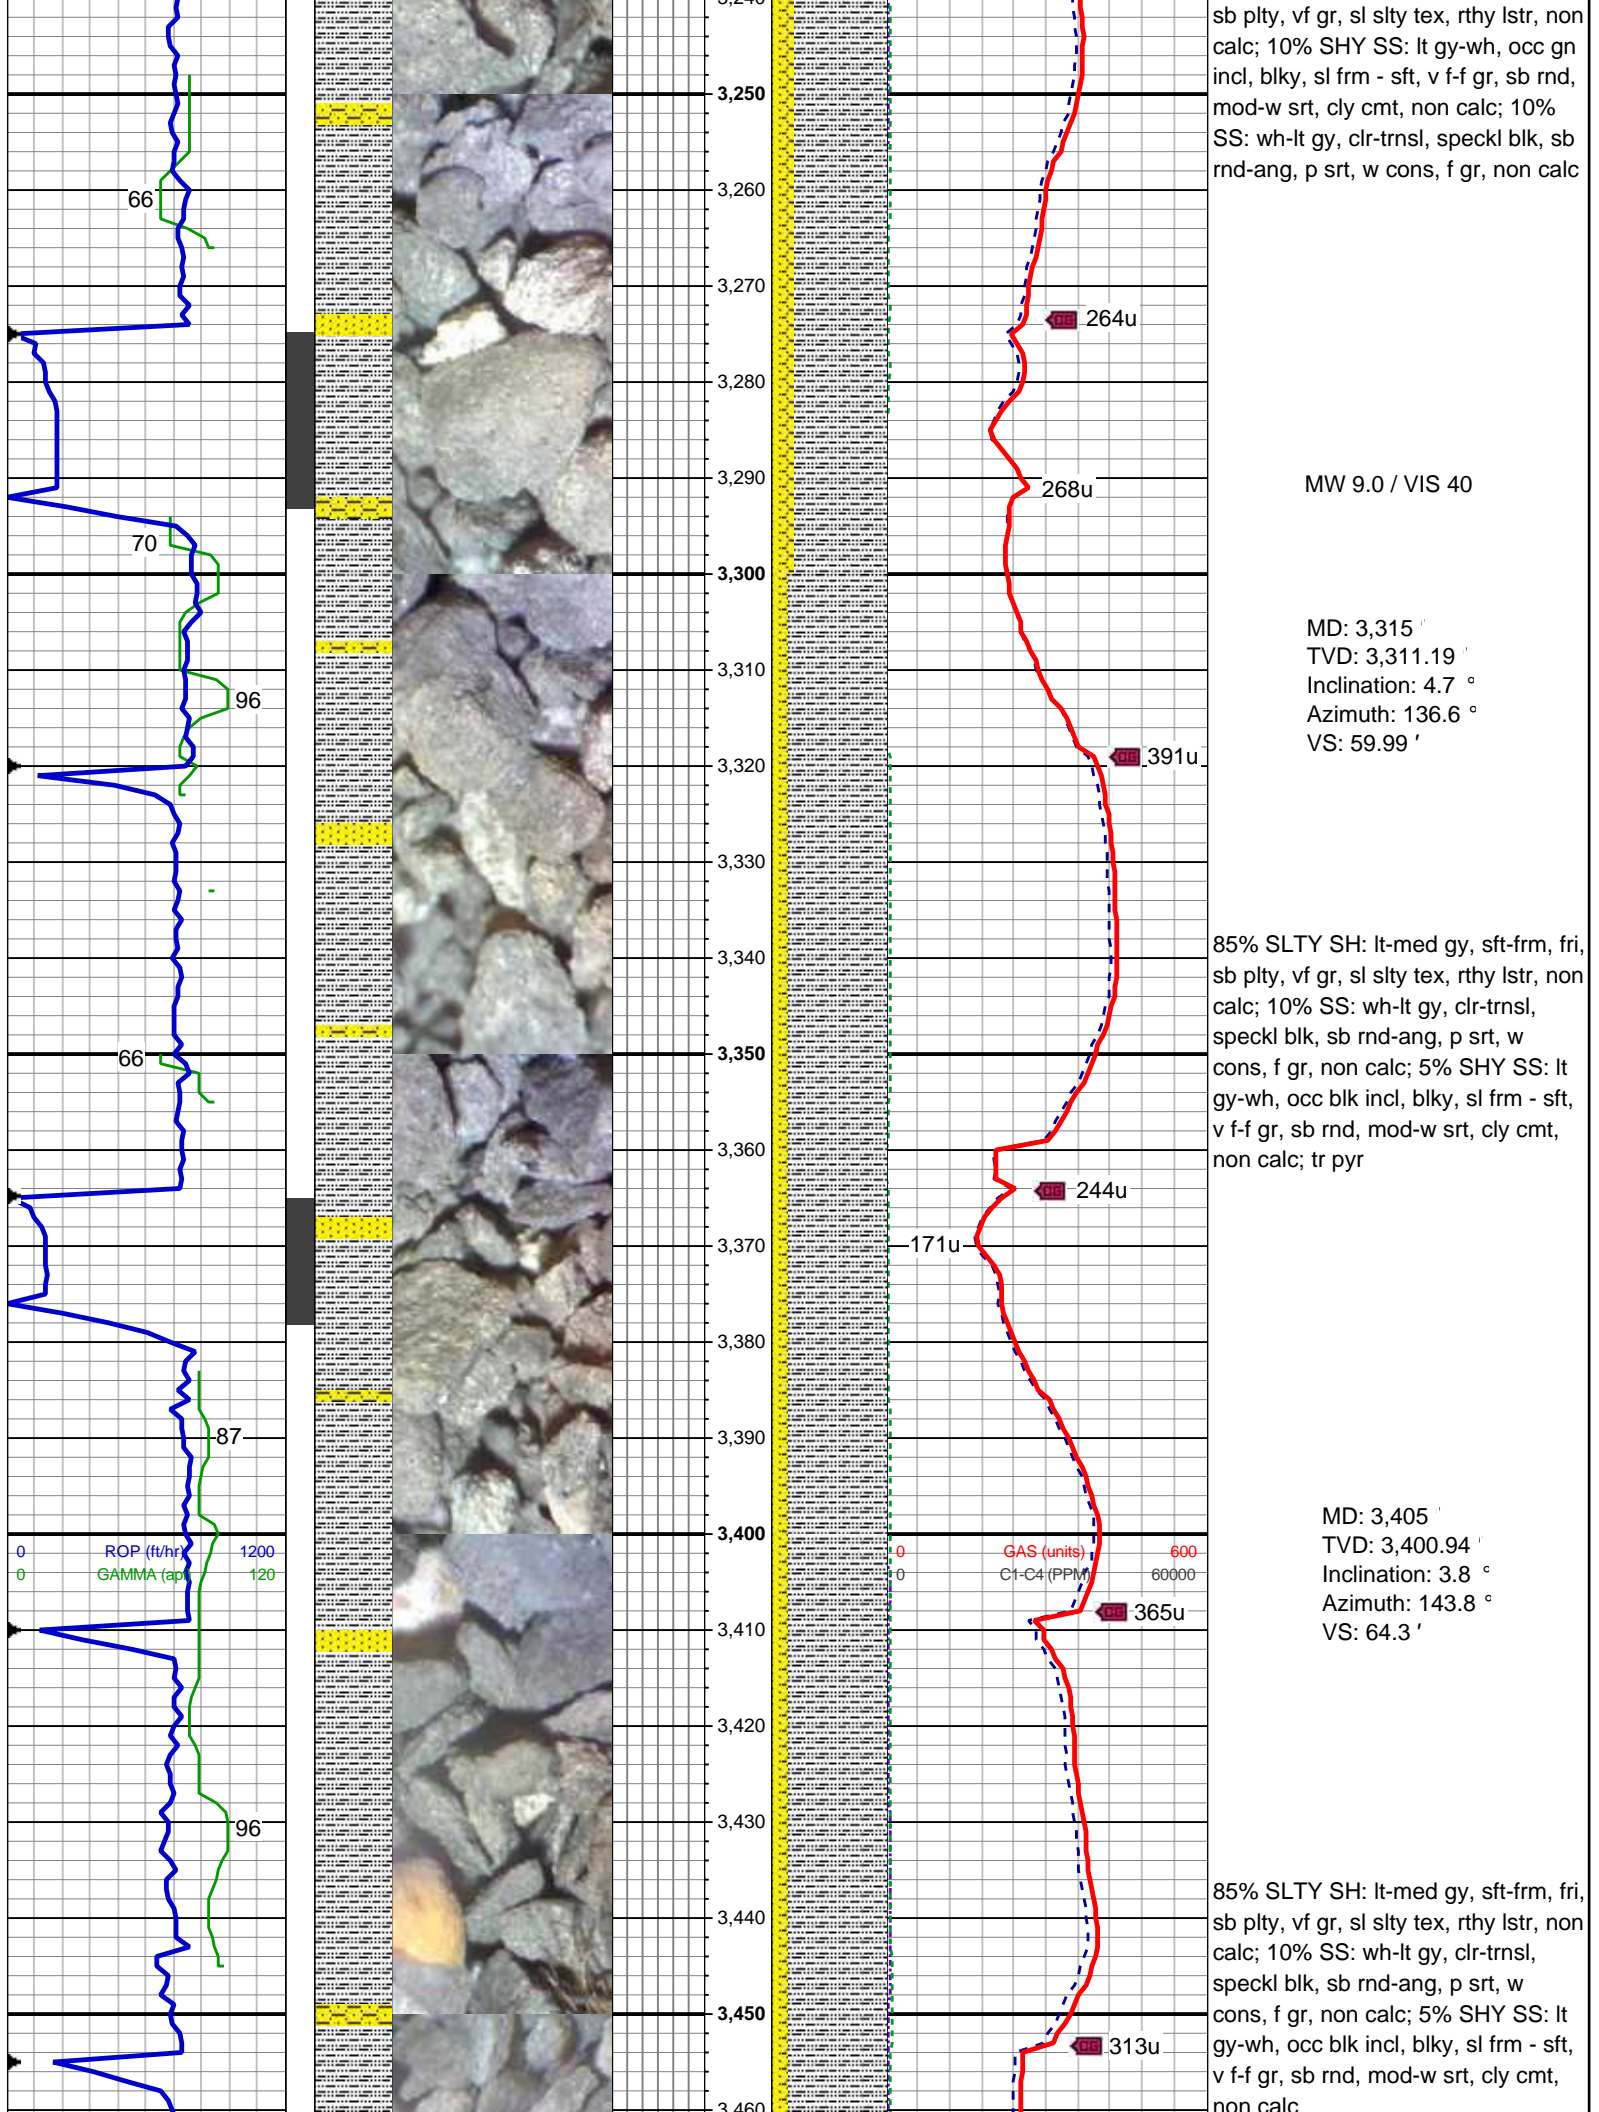 3,240
sb plty, vf gr, sl slty tex, rthy lstr, non
calc; 10% SHY SS: lt gy-wh, occ gn
incl, blky, sl frm - sft, v f-f gr, sb rnd,
mod-w srt, cly cmt, non calc; 10%
SS: wh-lt gy, clr-trnsl, speckl blk, sb
rnd-ang, p srt, w cons, f gr, non calc
3,250
66
3,260
3,270
CG 264u
3,280
3,290
268u
MW 9.0 / VIS 40
70
3,300
MD: 3,315 '
TVD: 3,311.19 '
Inclination: 4.7 °
Azimuth: 136.6 °
VS: 59.99 '
3,310
96
3,320
CG 391u
3,330
3,340
85% SLTY SH: lt-med gy, sft-frm, fri,
sb plty, vf gr, sl slty tex, rthy lstr, non
calc; 10% SS: wh-lt gy, clr-trnsl,
speckl blk, sb rnd-ang, p srt, w
cons, f gr, non calc; 5% SHY SS: lt
gy-wh, occ blk incl, blky, sl frm - sft,
v f-f gr, sb rnd, mod-w srt, cly cmt,
non calc; tr pyr
3,350
66
3,360
CG 244u
3,370
171u
3,380
3,390
87
3,400
0 ROP (ft/hr) 1200
0 GAMMA (api) 120
0 GAS (units) 600
0 C1-C4 (PPM) 60000
MD: 3,405 '
TVD: 3,400.94 '
Inclination: 3.8 °
Azimuth: 143.8 °
VS: 64.3 '
CG 365u
3,410
3,420
3,430
96
3,440
85% SLTY SH: lt-med gy, sft-frm, fri,
sb plty, vf gr, sl slty tex, rthy lstr, non
calc; 10% SS: wh-lt gy, clr-trnsl,
speckl blk, sb rnd-ang, p srt, w
cons, f gr, non calc; 5% SHY SS: lt
gy-wh, occ blk incl, blky, sl frm - sft,
v f-f gr, sb rnd, mod-w srt, cly cmt,
non calc
3,450
CG 313u
3,460